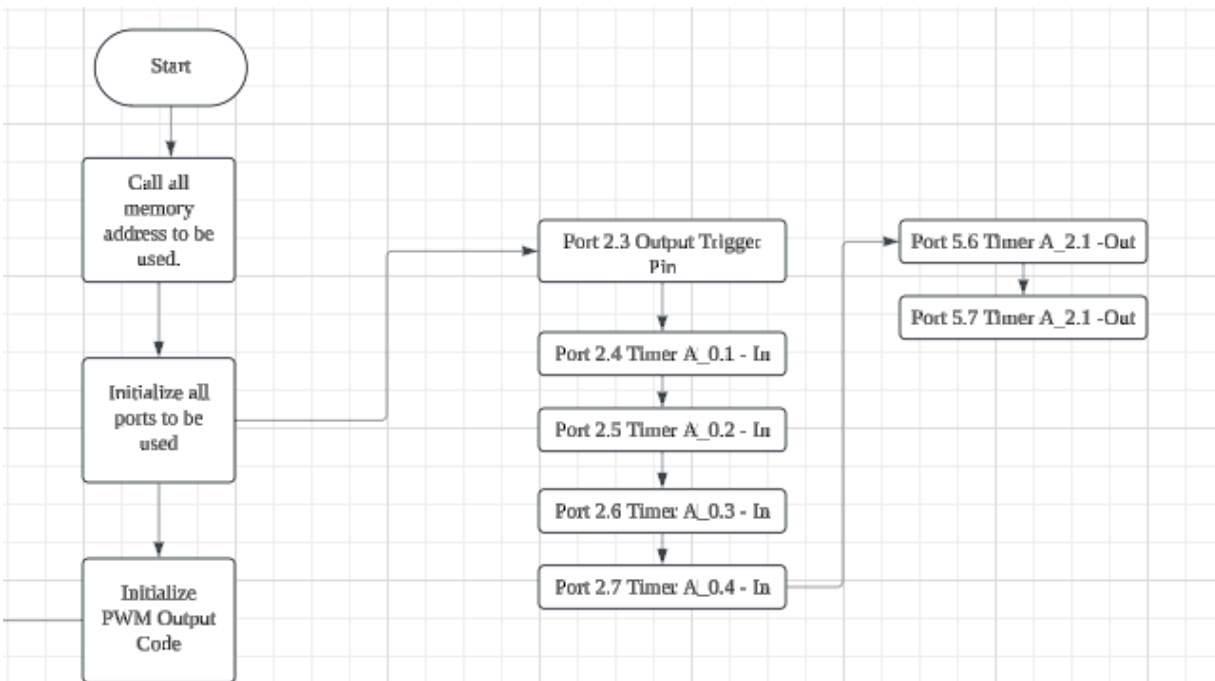 Start
Call all
memory
address to be
used.
Initialize all
ports to be
used
Initialize
PWM Output
Code
Port 2.3 Output Trigger
Pin
Port 2.4 Timer A_0.1 - In
Port 2.5 Timer A_0.2 - In
Port 2.6 Timer A_0.3 - In
Port 2.7 Timer A_0.4 - In
Port 5.6 Timer A_2.1 -Out
Port 5.7 Timer A_2.1 -Out